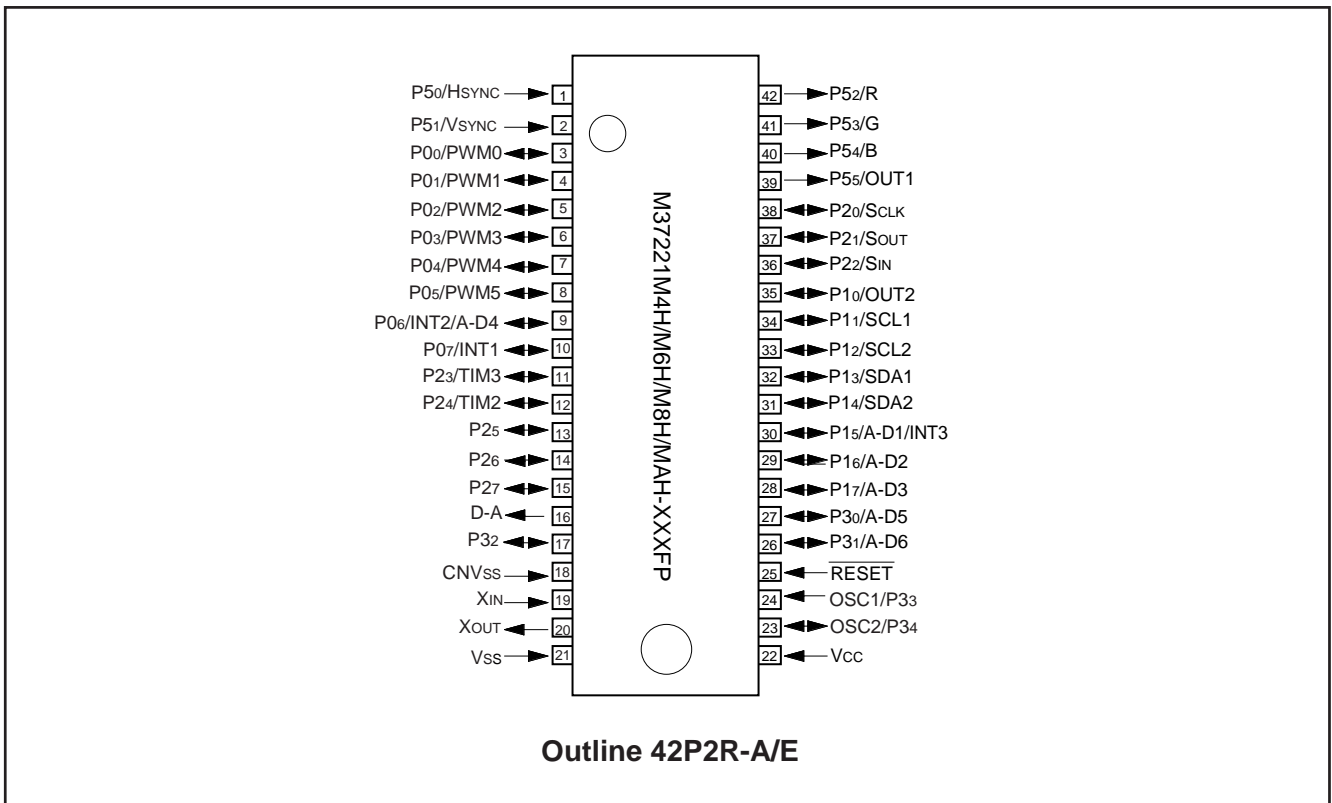 P50/HSYNC 1 42 P52/R
P51/VSYNC 2 41 P53/G
P00/PWM0 3 40 P54/B
P01/PWM1 4 39 P55/OUT1
P02/PWM2 5 38 P20/SCLK
P03/PWM3 6 37 P21/SOUT
P04/PWM4 7 36 P22/SIN
P05/PWM5 8 35 P10/OUT2
P06/INT2/A-D4 9 34 P11/SCL1
P07/INT1 10 33 P12/SCL2
P23/TIM3 11 32 P13/SDA1
P24/TIM2 12 31 P14/SDA2
P25 13 30 P15/A-D1/INT3
P26 14 29 P16/A-D2
P27 15 28 P17/A-D3
D-A 16 27 P30/A-D5
P32 17 26 P31/A-D6
CNVSS 18 25 RESET
XIN 19 24 OSC1/P33
XOUT 20 23 OSC2/P34
VSS 21 22 VCC
M37221M4H/M6H/M8H/MAH-XXXFP
Outline 42P2R-A/E